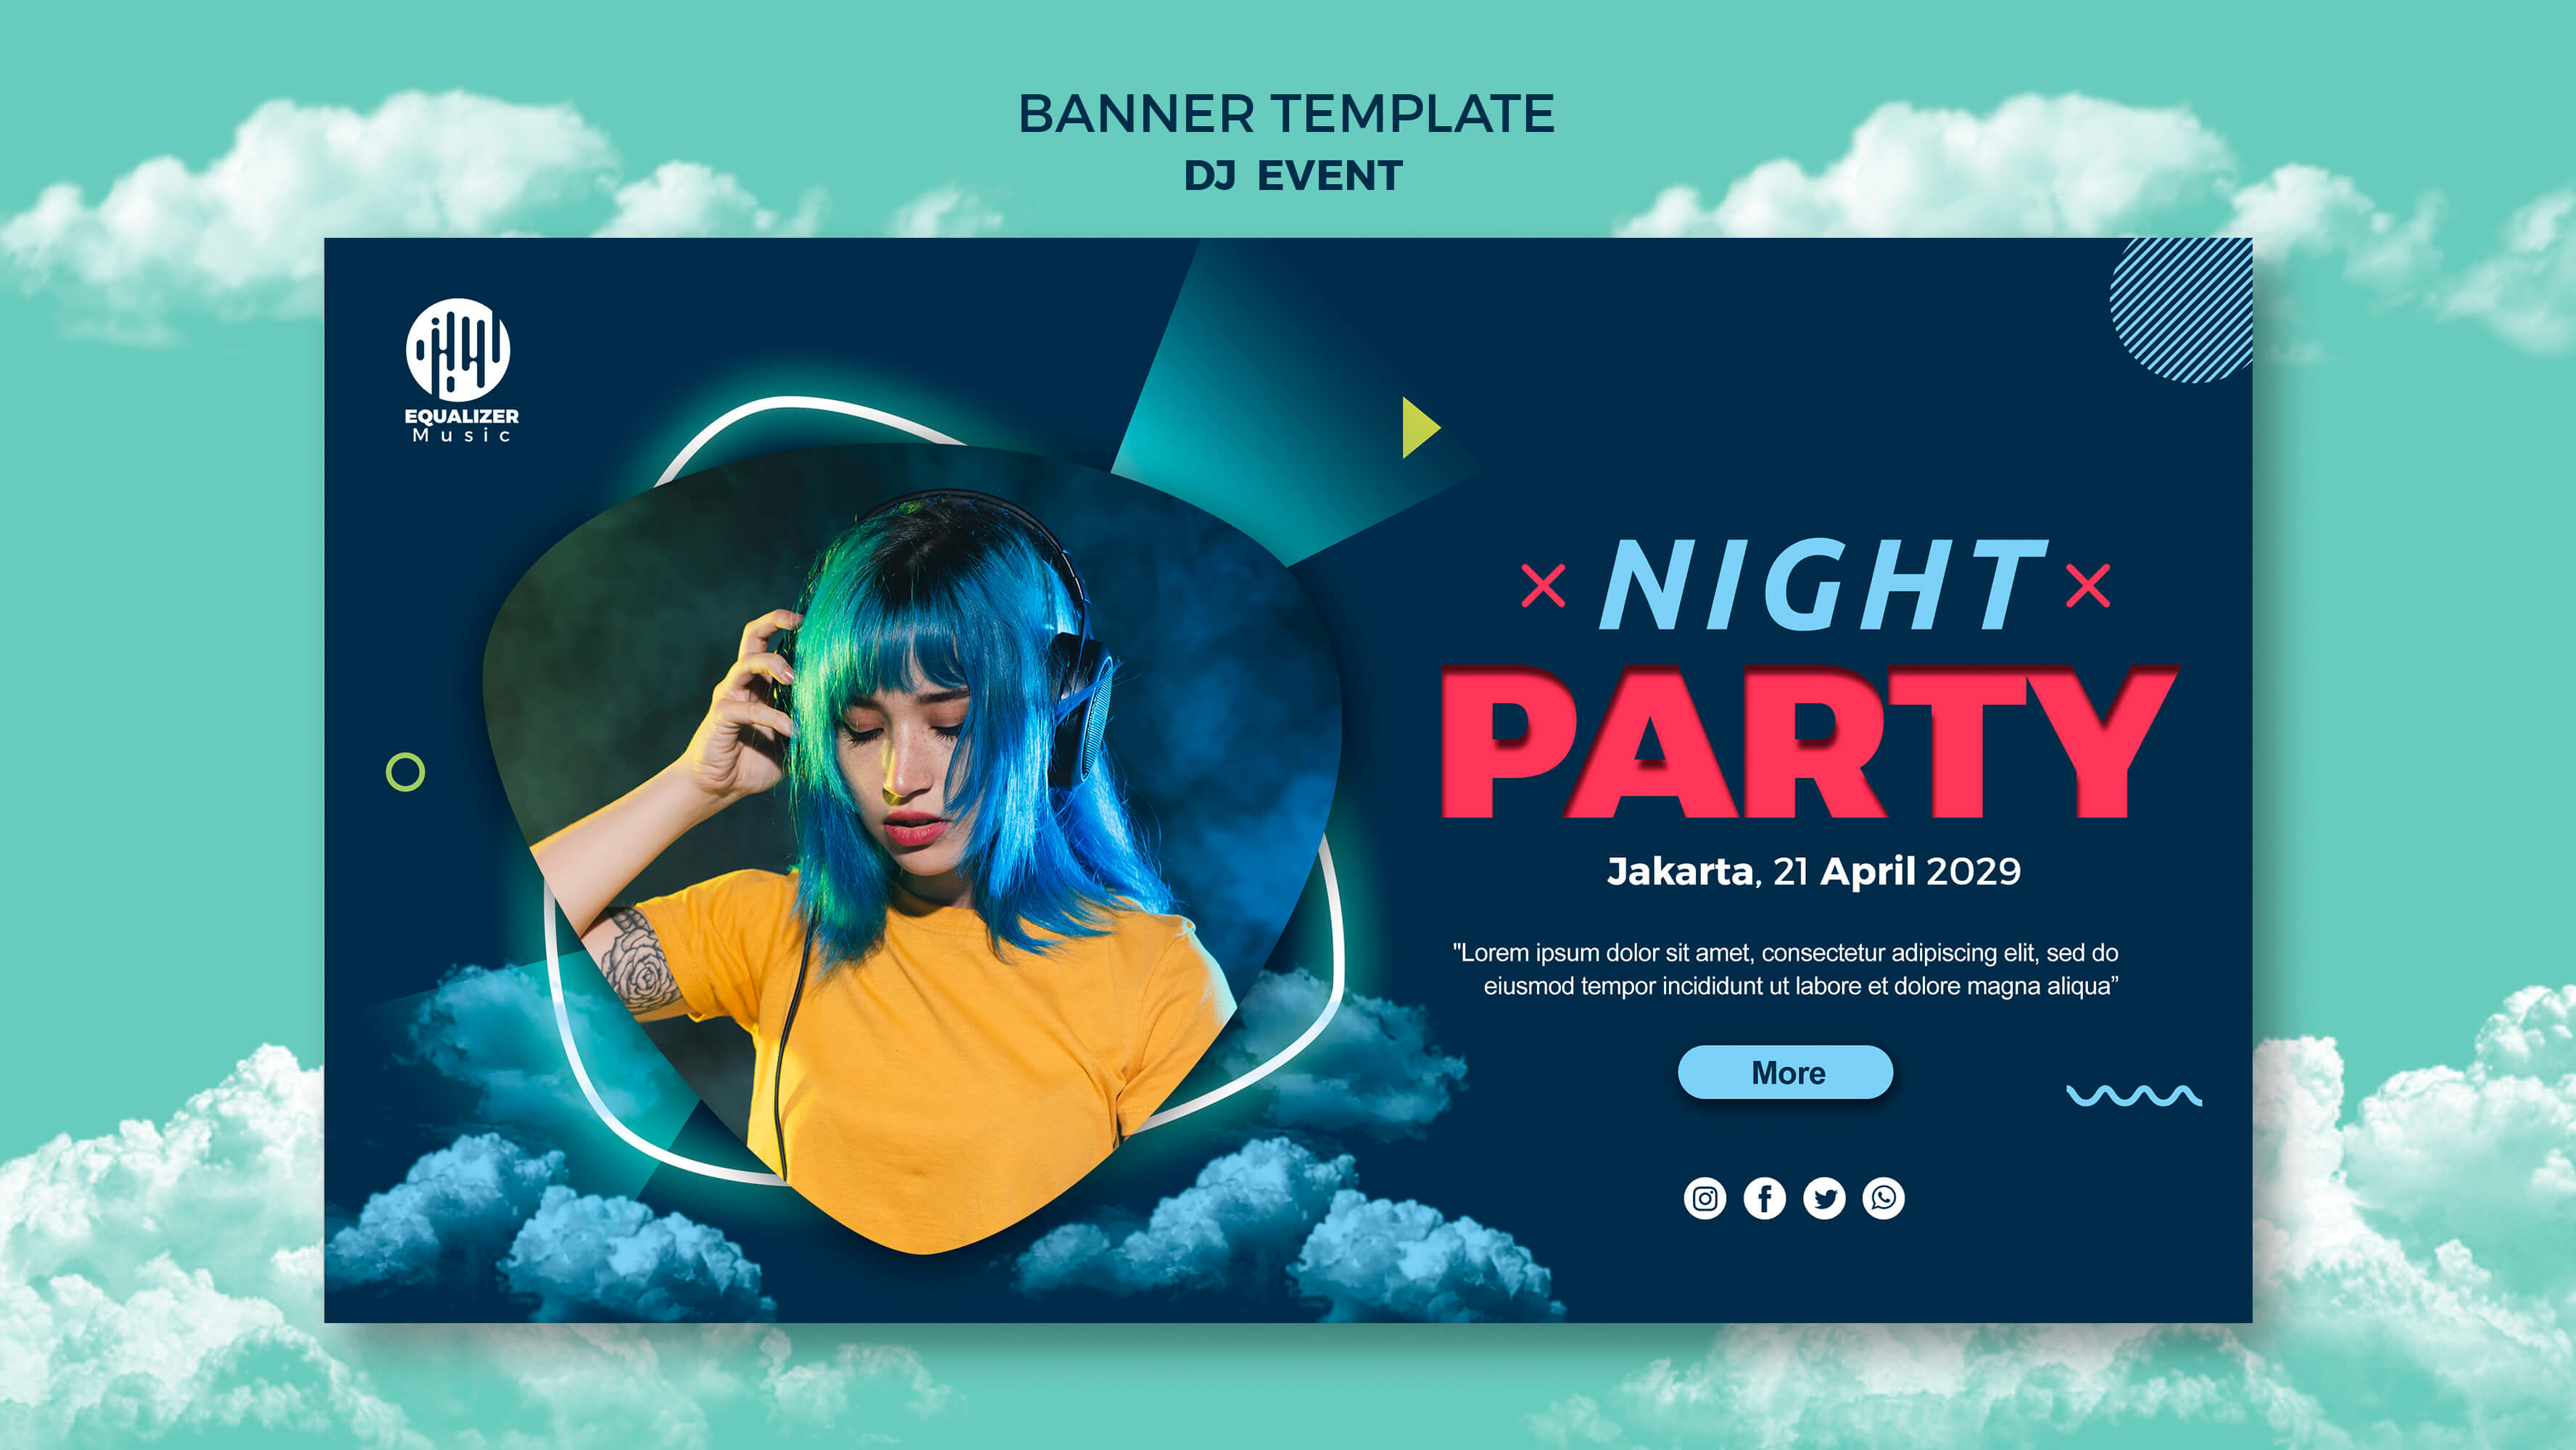 BANNER TEMPLATE
DJ EVENT
EQUALIZER
Music
NIGHT
PARTY
Jakarta, 21 April 2029
"Lorem ipsum dolor sit amet, consectetur adipiscing elit, sed do
eiusmod tempor incididunt ut labore et dolore magna aliqua”
More